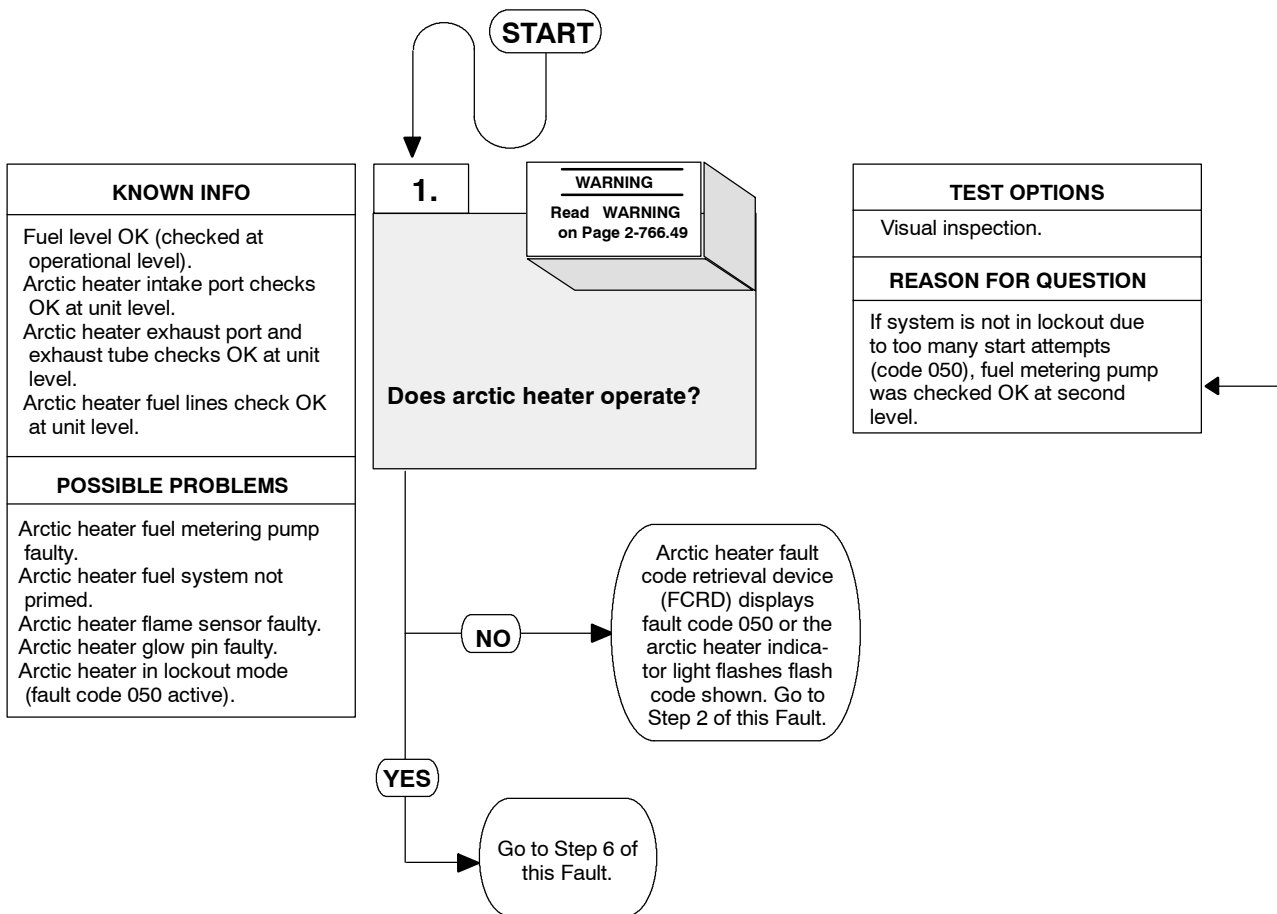 START
KNOWN INFO
Fuel level OK (checked at
operational level).
Arctic heater intake port checks
OK at unit level.
Arctic heater exhaust port and
exhaust tube checks OK at unit
level.
Arctic heater fuel lines check OK
at unit level.
POSSIBLE PROBLEMS
Arctic heater fuel metering pump
faulty.
Arctic heater fuel system not
primed.
Arctic heater flame sensor faulty.
Arctic heater glow pin faulty.
Arctic heater in lockout mode
(fault code 050 active).
1.
WARNING
Read WARNING
on Page 2-766.49
Does arctic heater operate?
TEST OPTIONS
Visual inspection.
REASON FOR QUESTION
If system is not in lockout due
to too many start attempts
(code 050), fuel metering pump
was checked OK at second
level.
NO
Arctic heater fault
code retrieval device
(FCRD) displays
fault code 050 or the
arctic heater indica-
tor light flashes flash
code shown. Go to
Step 2 of this Fault.
YES
Go to Step 6 of
this Fault.